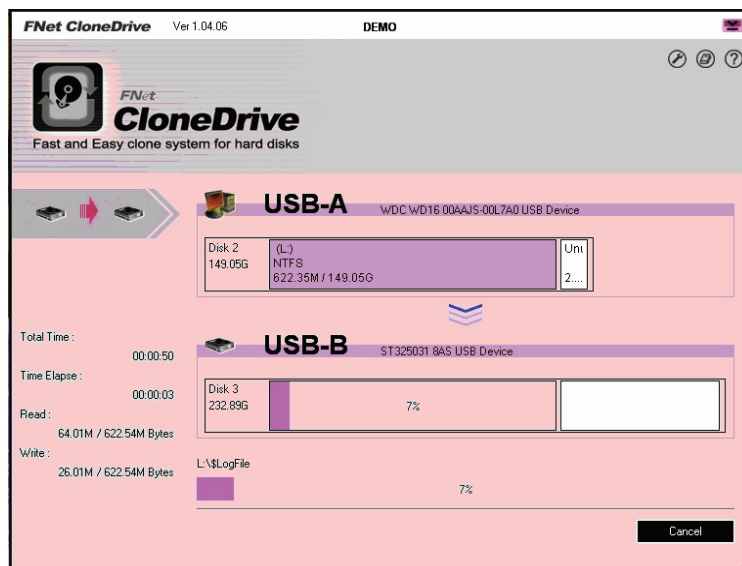 FNet CloneDrive Ver 1.04.06 DEMO
FNet
CloneDrive
Fast and Easy clone system for hard disks
USB-A WDC WD16 00AAJS-00L7A0 USB Device
Disk 2
149.05G
(L:)
NTFS
622.35M / 149.05G
2....
USB-B ST325031 8AS USB Device
Disk 3
232.89G
7%
Total Time :
00:00:50
Time Elapse :
00:00:03
Read :
64.01M / 622.54M Bytes
Write :
26.01M / 622.54M Bytes
L:\$LogFile
7%
Cancel